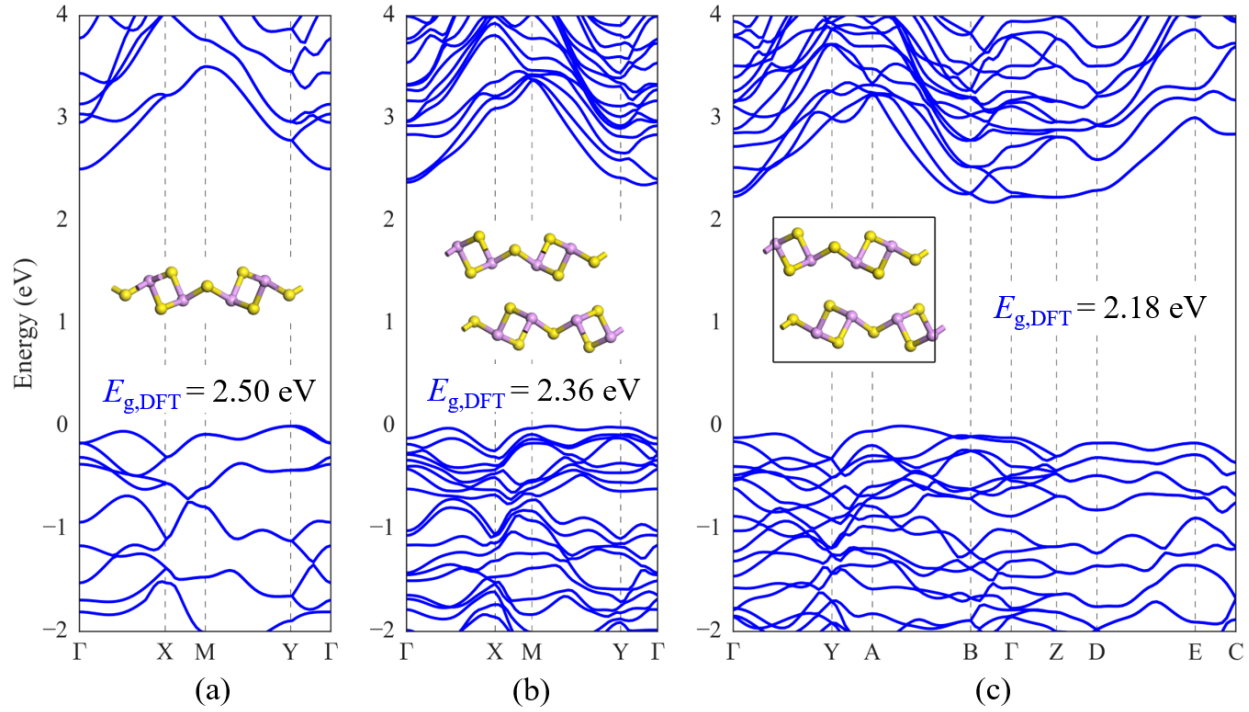 Energy (eV)
4
3
2
1
0
−1
−2
Γ X M Y Γ
E_g,DFT = 2.50 eV
(a)
4
3
2
1
0
−1
−2
Γ X M Y Γ
E_g,DFT = 2.36 eV
(b)
4
3
2
1
0
−1
−2
Γ Y A B Γ Z D E C
E_g,DFT = 2.18 eV
(c)